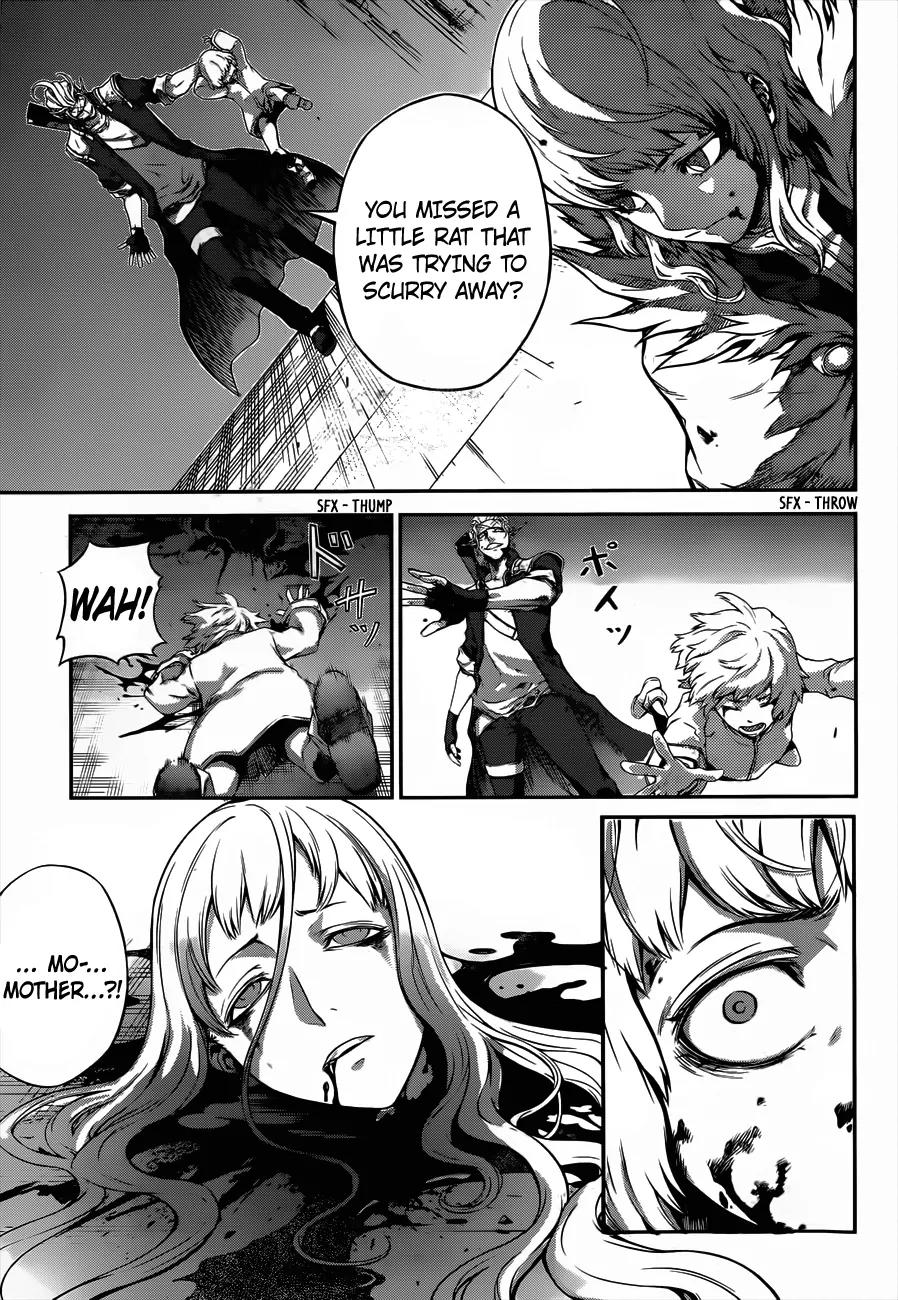 YOU MISSED A
LITTLE RAT THAT
WAS TRYING TO
SCURRY AWAY?
SFX - THROW
ポイッ
SFX - THUMP
ドザッ
WAH!
... MO-...
MOTHER...?!